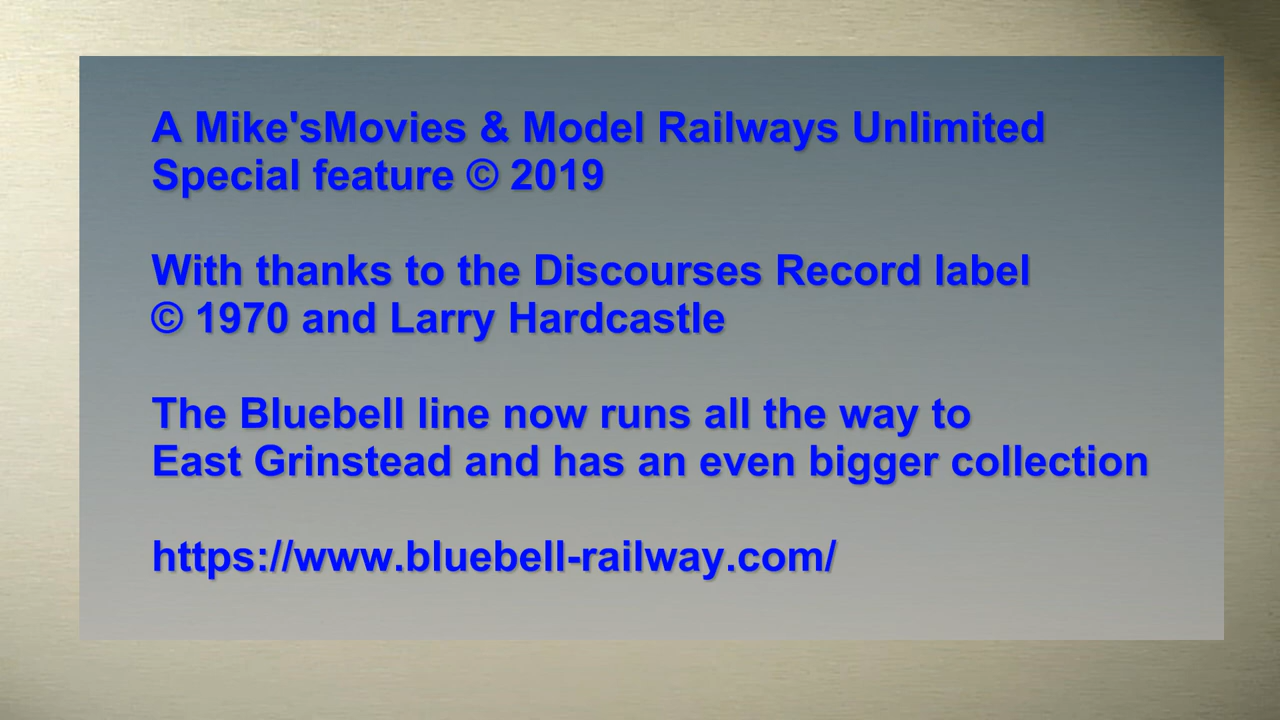 A Mike'sMovies & Model Railways Unlimited
Special feature © 2019
With thanks to the Discourses Record label
© 1970 and Larry Hardcastle
The Bluebell line now runs all the way to
East Grinstead and has an even bigger collection
https://www.bluebell-railway.com/